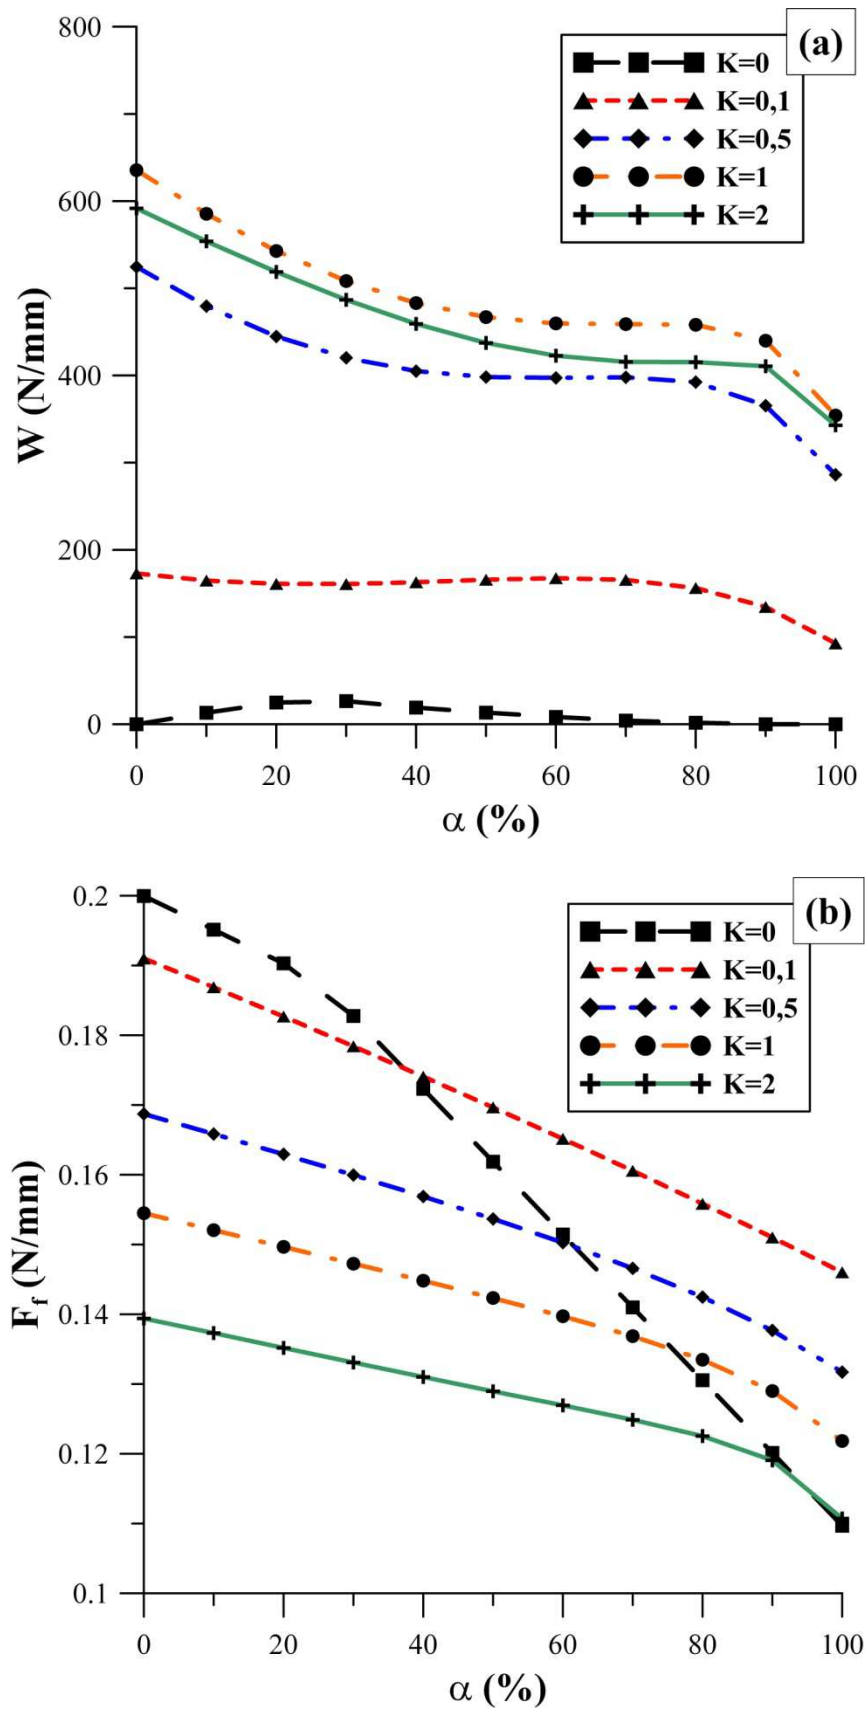 (a)
800
600
400
200
0
W (N/mm)
K=0
K=0,1
K=0,5
K=1
K=2
0 20 40 60 80 100
α (%)
(b)
0.2
0.18
0.16
0.14
0.12
0.1
F_f (N/mm)
K=0
K=0,1
K=0,5
K=1
K=2
0 20 40 60 80 100
α (%)